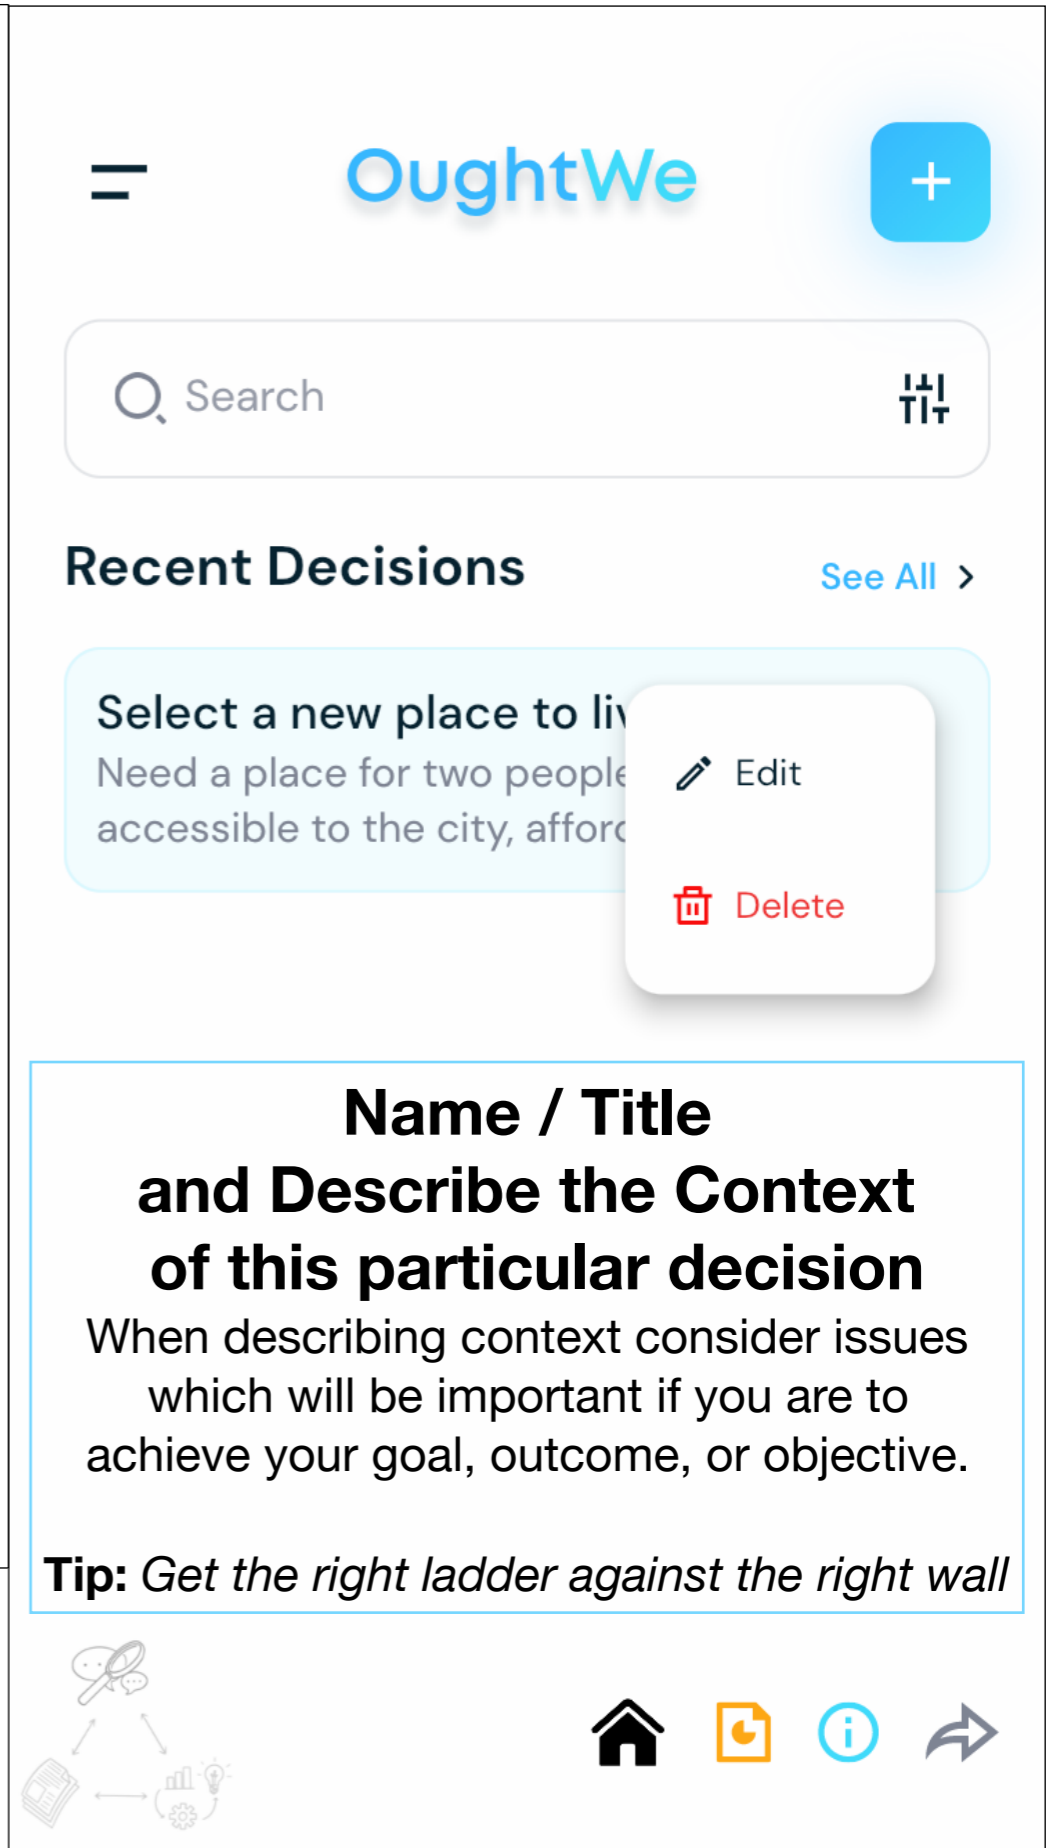 OughtWe
Search
Recent Decisions
See All
Select a new place to
Need a place for two people
accessible to the city,
Edit
Delete
Name / Title
and Describe the Context
of this particular decision
When describing context consider issues
which will be important if you are to
achieve your goal, outcome, or objective.
Tip: Get the right ladder against the right wall